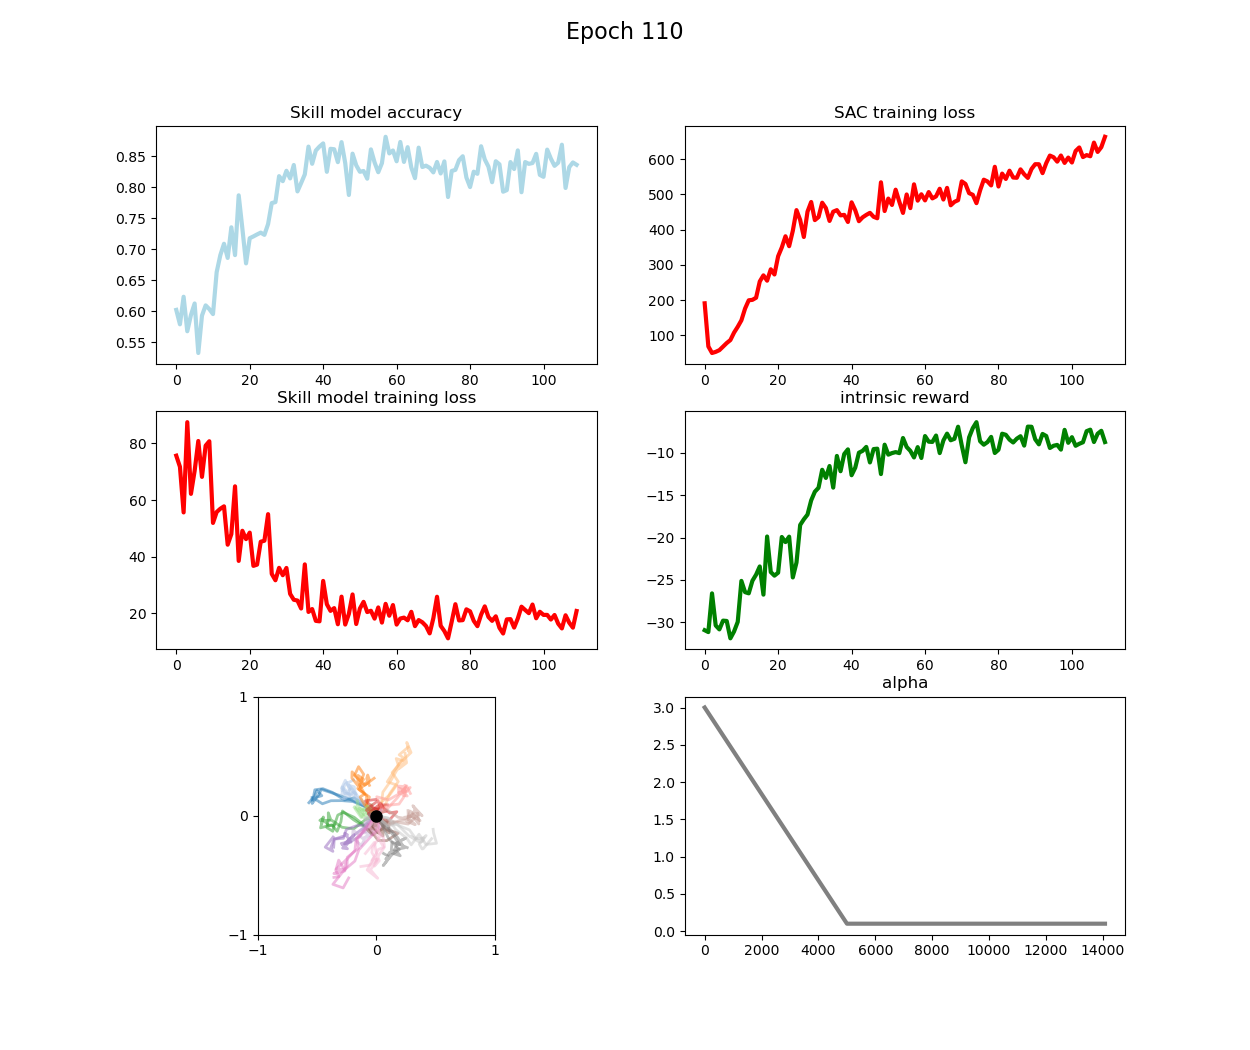 Epoch 110
Skill model accuracy
0.85
0.80
0.75
0.70
0.65
0.60
0.55
0 20 40 60 80 100
SAC training loss
600
500
400
300
200
100
0 20 40 60 80 100
Skill model training loss
80
60
40
20
0 20 40 60 80 100
intrinsic reward
−10
−15
−20
−25
−30
0 20 40 60 80 100
1
0
−1
−1 0 1
alpha
3.0
2.5
2.0
1.5
1.0
0.5
0.0
0 2000 4000 6000 8000 10000 12000 14000